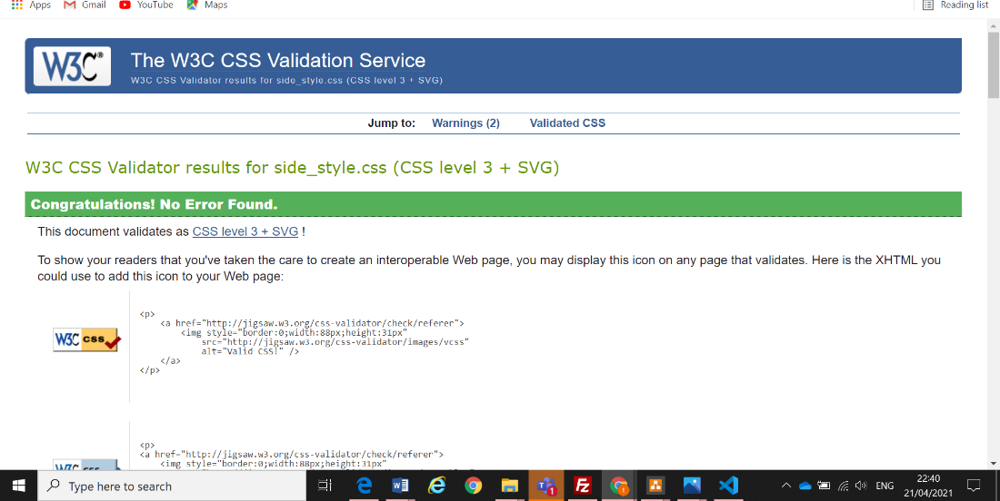 Apps Gmail YouTube Maps Reading list
W3C®
The W3C CSS Validation Service
W3C CSS Validator results for side_style.css (CSS level 3 + SVG)
Jump to: Warnings (2) Validated CSS
W3C CSS Validator results for side_style.css (CSS level 3 + SVG)
Congratulations! No Error Found.
This document validates as CSS level 3 + SVG !
To show your readers that you've taken the care to create an interoperable Web page, you may display this icon on any page that validates. Here is the XHTML you
could use to add this icon to your Web page:
<p>
<a href="http://jigsaw.w3.org/css-validator/check/referer">
<img style="border:0;width:88px;height:31px"
src="http://jigsaw.w3.org/css-validator/images/vcss"
alt="Valid CSS!" />
</a>
</p>
W3C css
<p>
<a href="http://jigsaw.w3.org/css-validator/check/referer">
<img style="border:0;width:88px;height:31px"
W3C css
Type here to search
1
ENG
22:40
21/04/2021